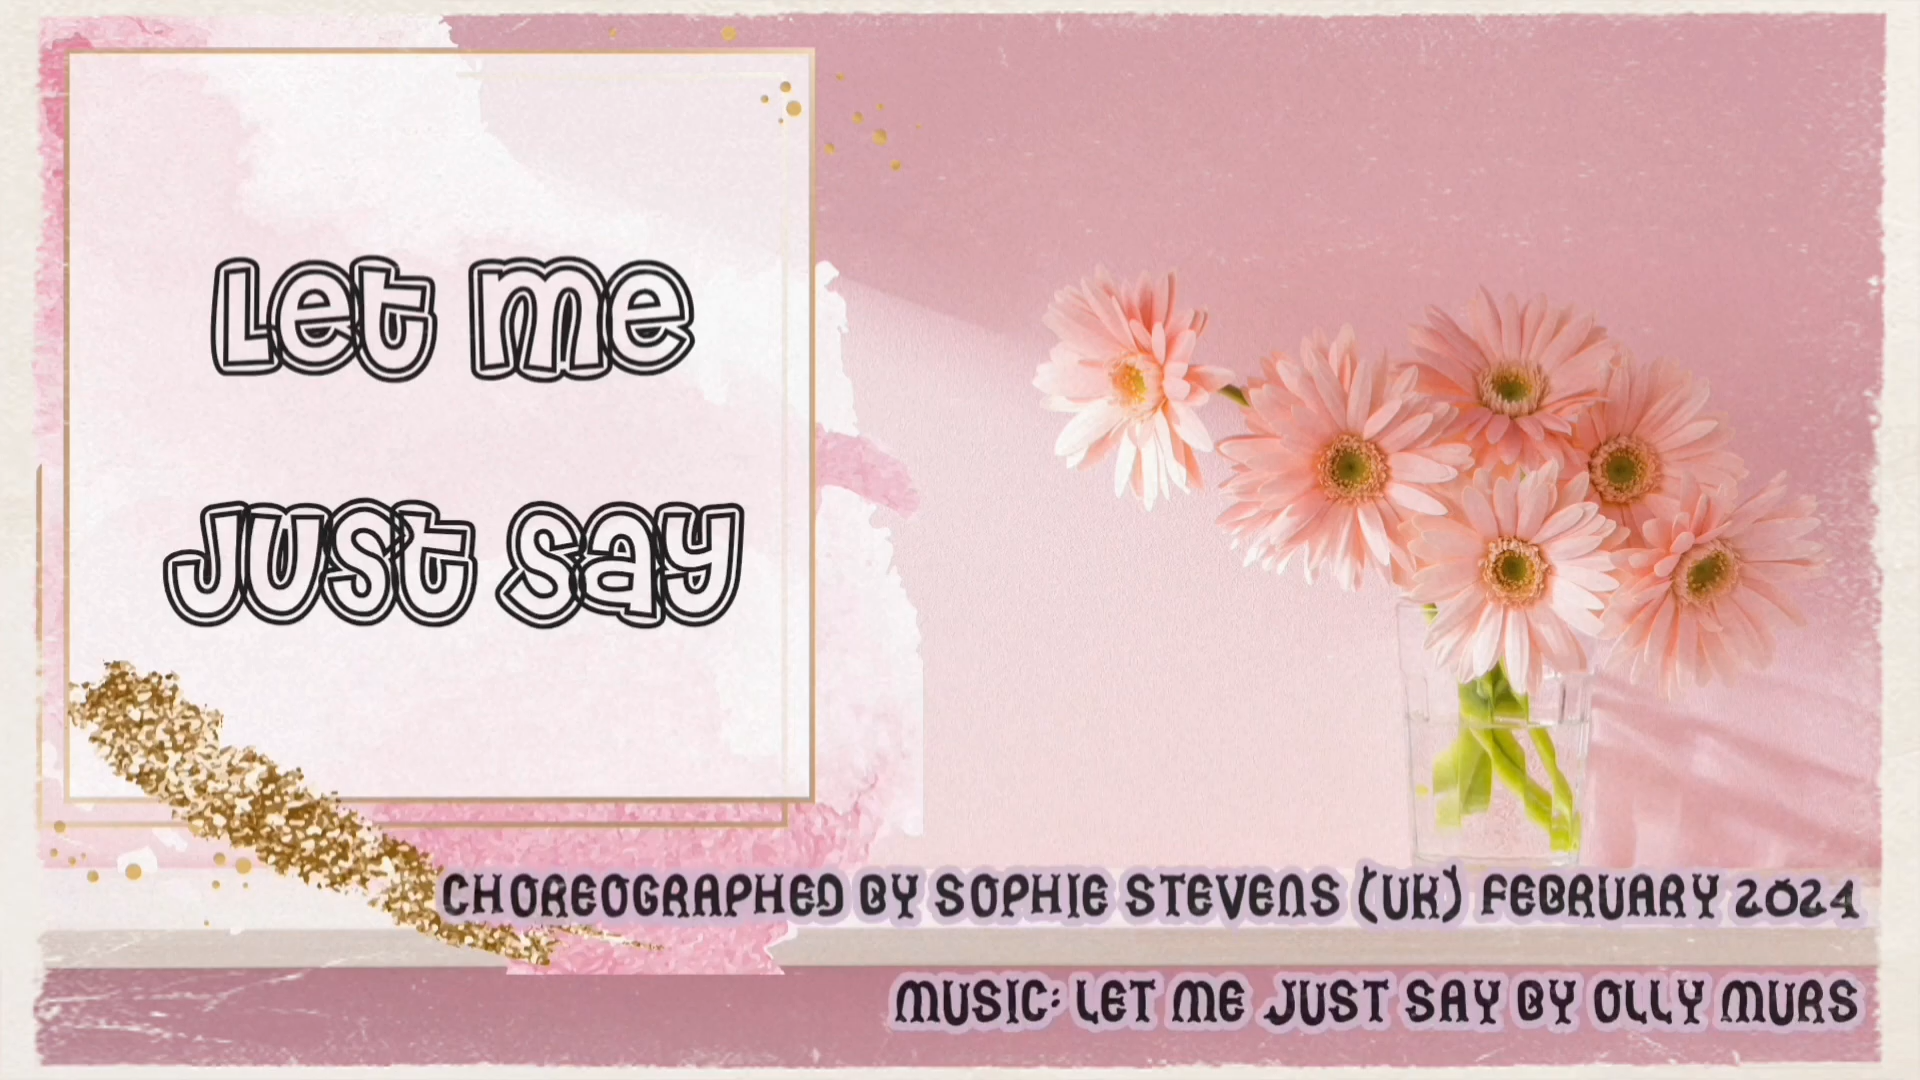 Let me
Just Say
CHOREOGRAPHED BY SOPHIE STEVENS (UK) FEBRUARY 2024
MUSIC: LET ME JUST SAY BY OLLY MURS